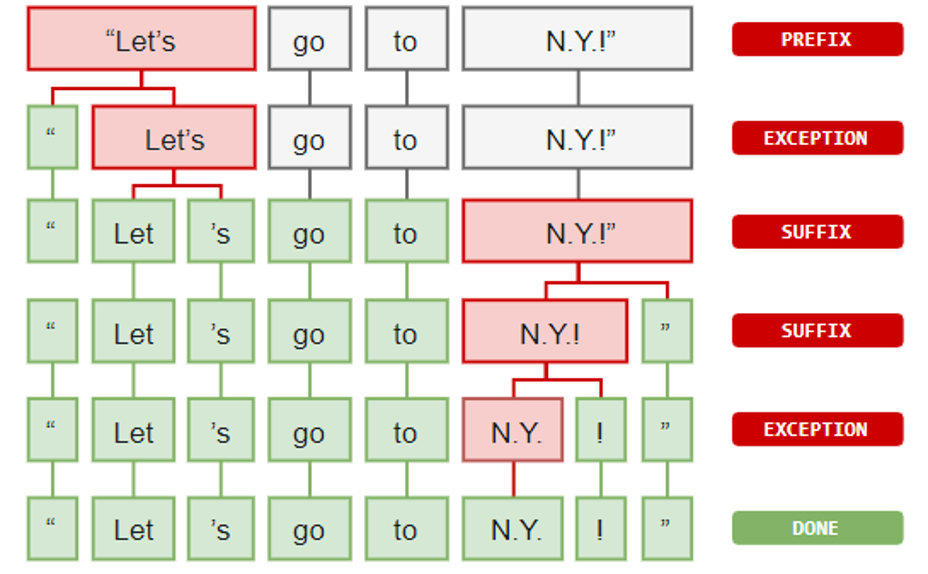 “Let’s go to N.Y.!” PREFIX
“ Let’s go to N.Y.!” EXCEPTION
“ Let ’s go to N.Y.!” SUFFIX
“ Let ’s go to N.Y.! ” SUFFIX
“ Let ’s go to N.Y. ! ” EXCEPTION
“ Let ’s go to N.Y. ! ” DONE